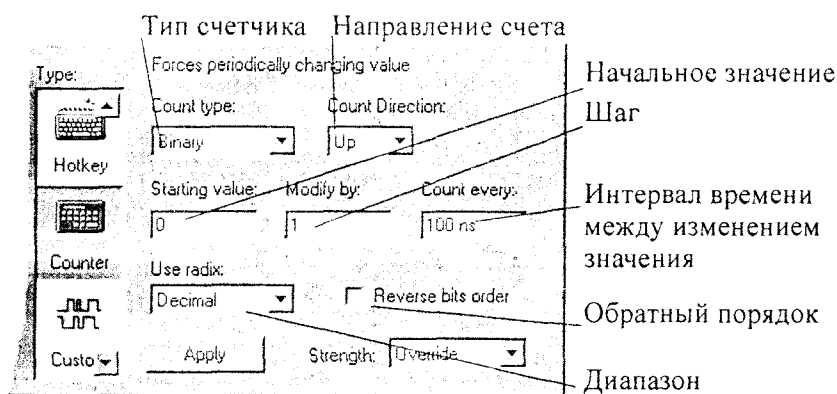 Тип счетчика Направление счета
Forces periodically changing value
Type:
Начальное значение
Count type: Count Direction:
Шаг
Binary Up
Hotkey
Starting value: Modify by: Count every:
Интервал времени
между изменением
значения
0 1 100 ns
Counter
Use radix:
Decimal Reverse bits order
Обратный порядок
Custo
Apply Strength: Override
Диапазон